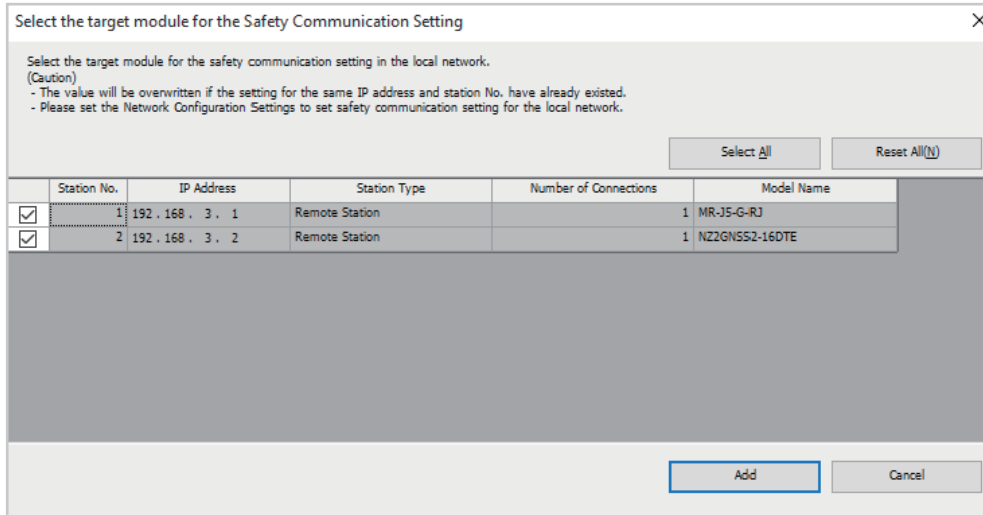 Select the target module for the Safety Communication Setting
Select the target module for the safety communication setting in the local network.
(Caution)
- The value will be overwritten if the setting for the same IP address and station No. have already existed.
- Please set the Network Configuration Settings to set safety communication setting for the local network.
Select All Reset All(N)
Station No. IP Address Station Type Number of Connections Model Name
1 192 . 168 . 3 . 1 Remote Station 1 MR-J5-G-RJ
2 192 . 168 . 3 . 2 Remote Station 1 NZ2GNSS2-16DTE
Add Cancel